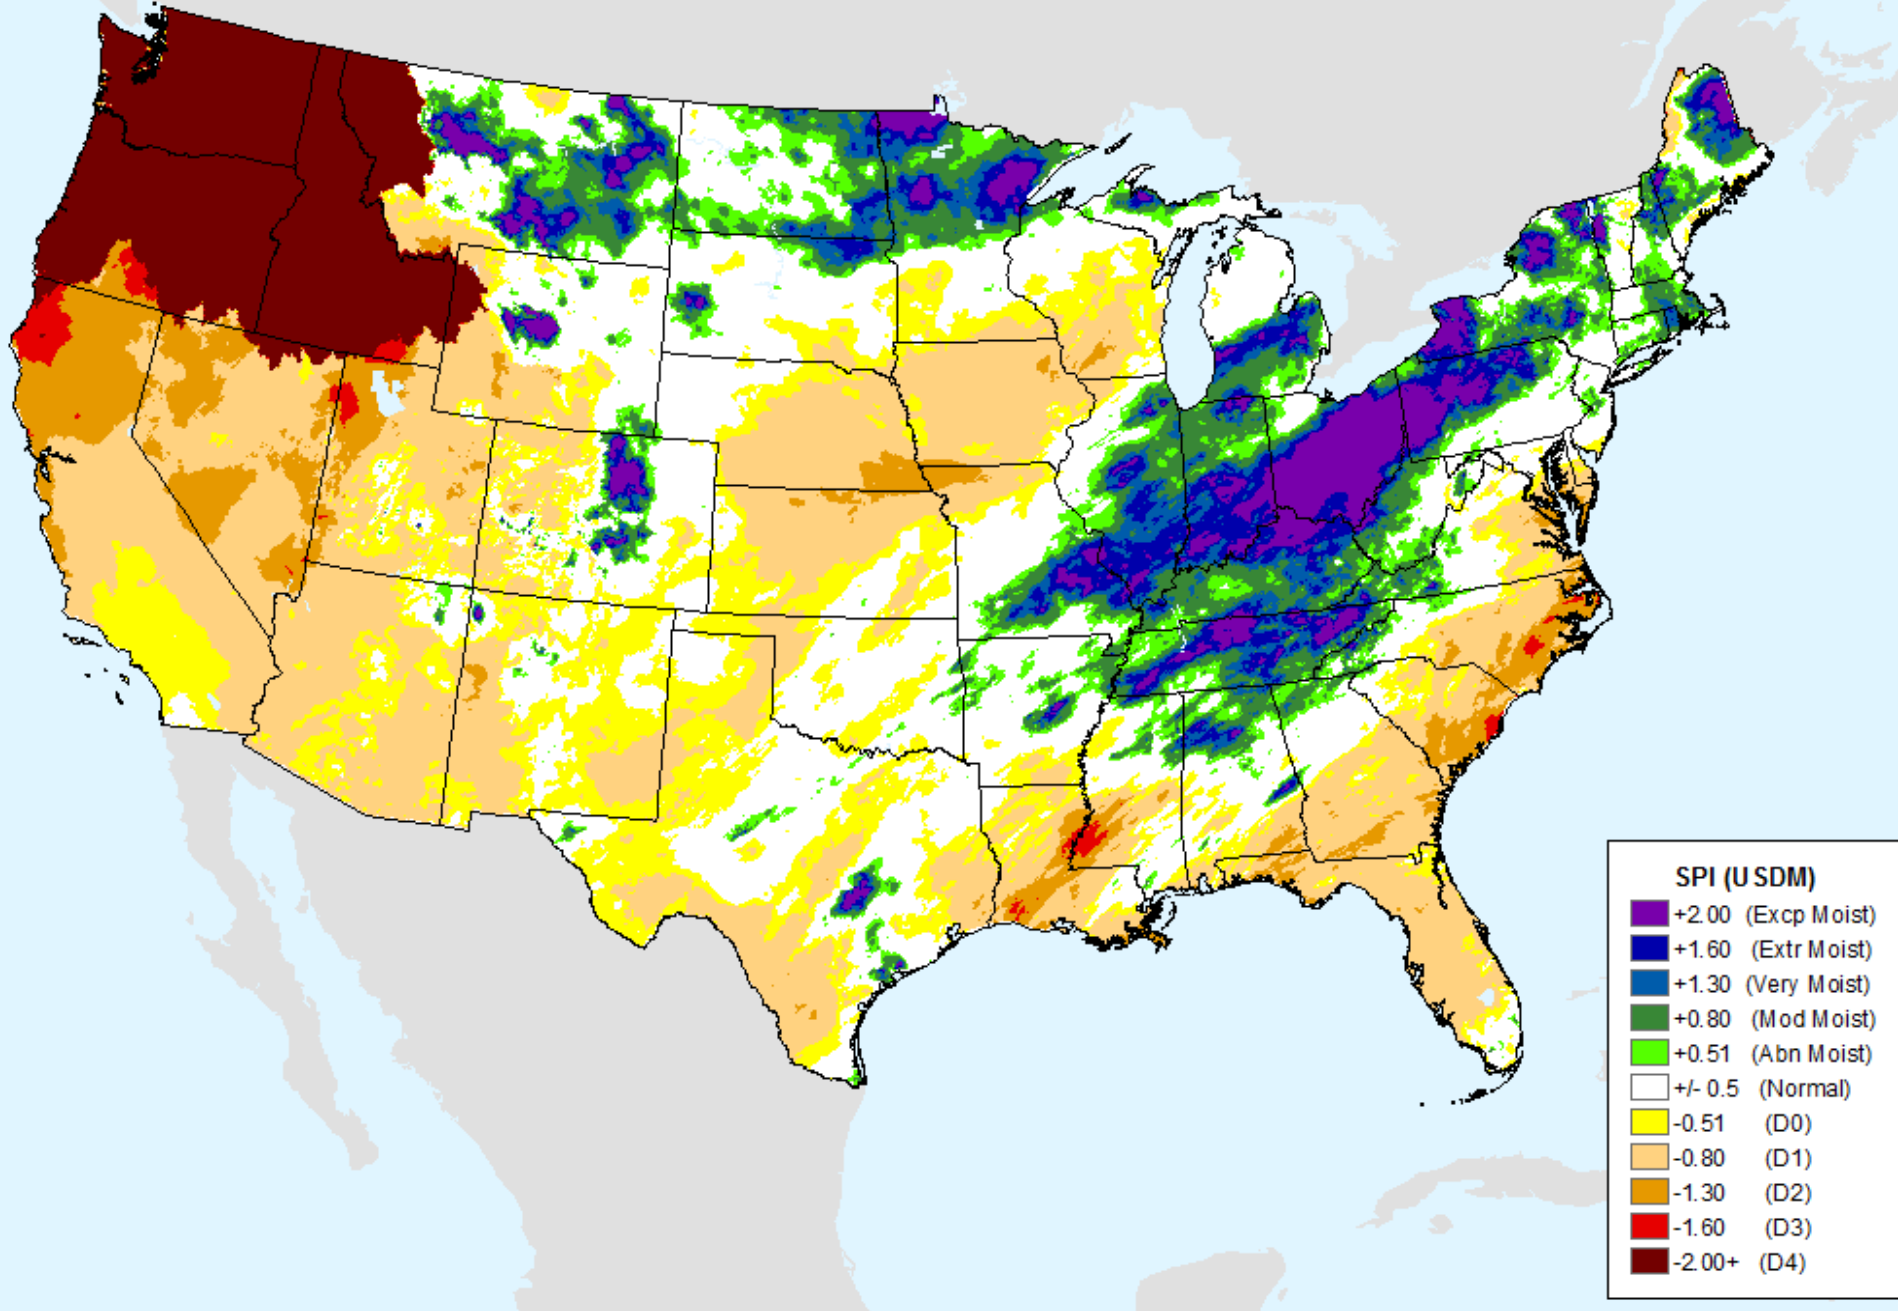 SPI (USDM)
+2.00 (Excp Moist)
+1.60 (Extr Moist)
+1.30 (Very Moist)
+0.80 (Mod Moist)
+0.51 (Abn Moist)
+/- 0.5 (Normal)
-0.51 (D0)
-0.80 (D1)
-1.30 (D2)
-1.60 (D3)
-2.00+ (D4)